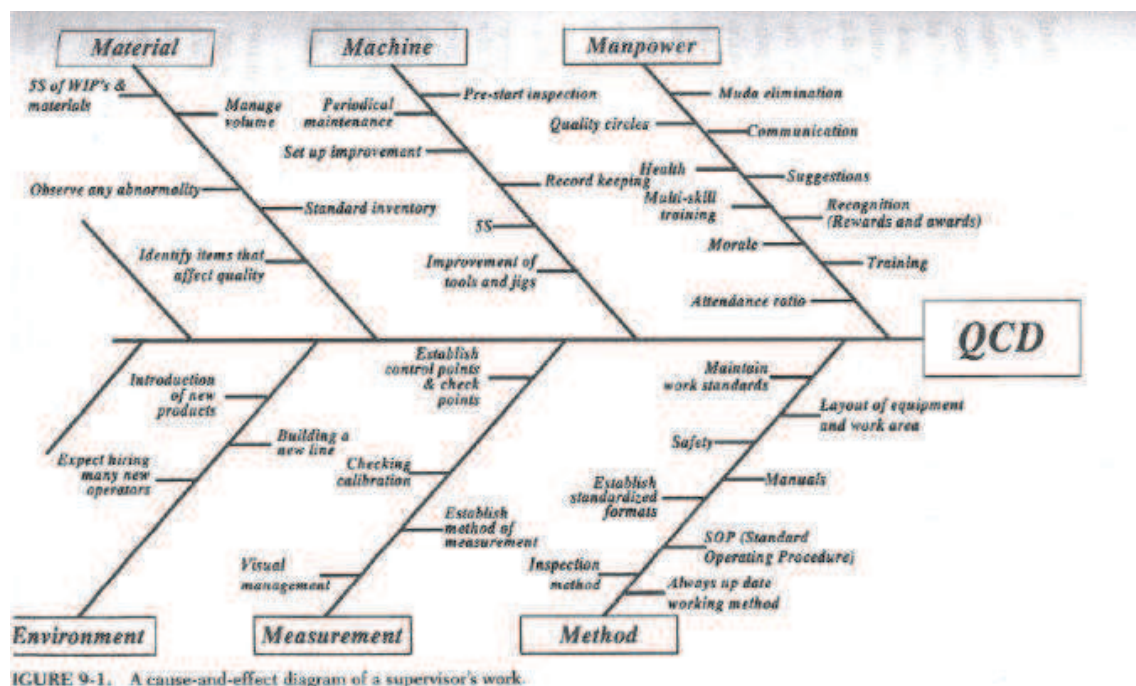 Material
Machine
Manpower
5S of WIP's &
materials
Manage
volume
Observe any abnormality
Standard inventory
Identify items that
affect quality
Pre-start inspection
Periodical
maintenance
Set up improvement
Record keeping
5S
Improvement of
tools and jigs
Muda elimination
Quality circles
Communication
Health
Suggestions
Multi-skill
training
Recognition
(Rewards and awards)
Morale
Training
Attendance ratio
QCD
Introduction
of new
products
Building a
new line
Expect hiring
many new
operators
Establish
control points
& check
points
Checking
calibration
Establish
method of
measurement
Visual
management
Maintain
work standards
Layout of equipment
and work area
Safety
Manuals
Establish
standardized
formats
SOP (Standard
Operating Procedure)
Inspection
method
Always up date
working method
Environment
Measurement
Method
IGURE 9-1. A cause-and-effect diagram of a supervisor's work.